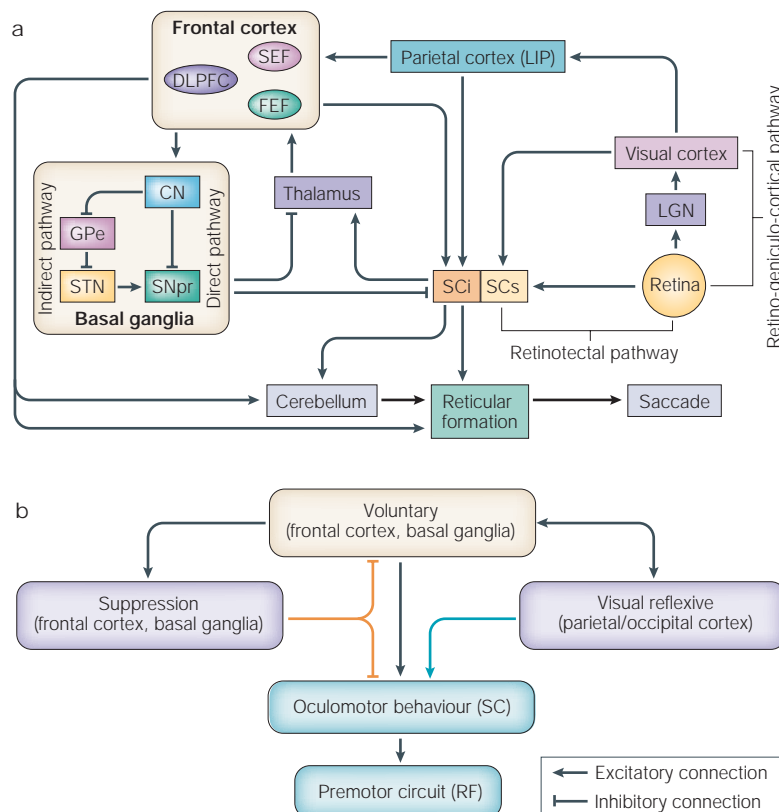 a
Frontal cortex
SEF
DLPFC
FEF
Parietal cortex (LIP)
Visual cortex
LGN
Retina
Retino-geniculo-cortical pathway
Thalamus
Indirect pathway
CN
GPe
STN
SNpr
Direct pathway
Basal ganglia
SCi
SCs
Retinotectal pathway
Cerebellum
Reticular
formation
Saccade
b
Voluntary
(frontal cortex, basal ganglia)
Suppression
(frontal cortex, basal ganglia)
Visual reflexive
(parietal/occipital cortex)
Oculomotor behaviour (SC)
Premotor circuit (RF)
Excitatory connection
Inhibitory connection